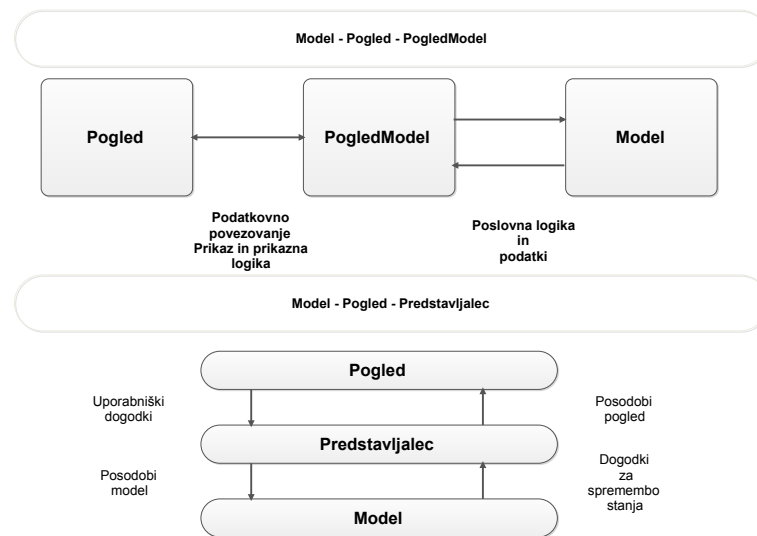 Model - Pogled - PogledModel
Pogled
PogledModel
Model
Podatkovno
povezovanje
Prikaz in prikazna
logika
Poslovna logika
in
podatki
Model - Pogled - Predstavljalec
Pogled
Uporabniški
dogodki
Posodobi
pogled
Predstavljalec
Posodobi
model
Dogodki
za
spremembo
stanja
Model